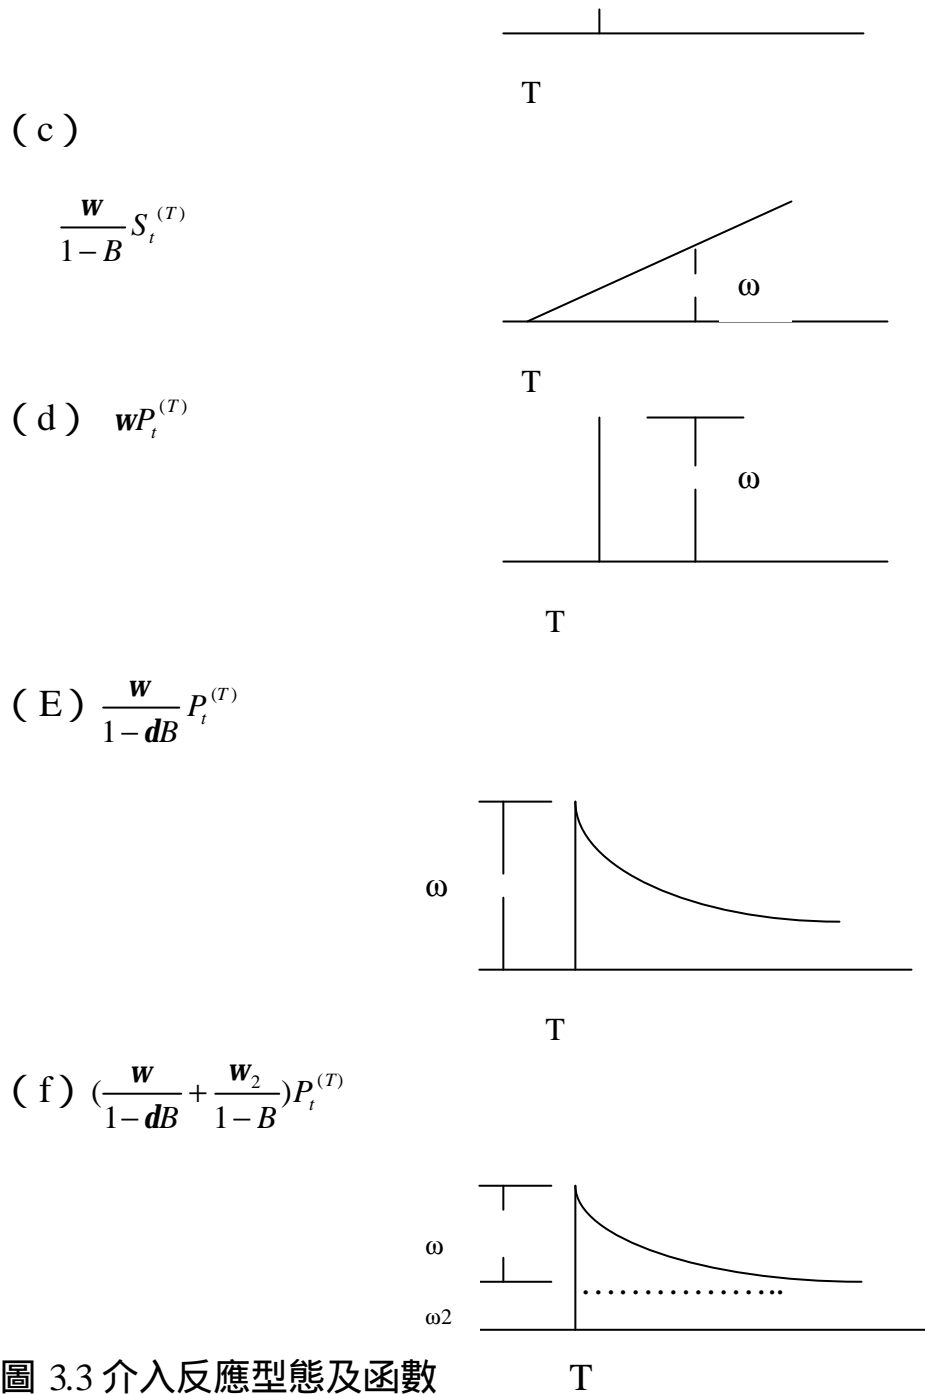 T
(c)
w/(1−B) S_t^(T)
ω
T
(d) wP_t^(T)
ω
T
(E) w/(1−dB) P_t^(T)
ω
T
(f) (w/(1−dB) + w_2/(1−B))P_t^(T)
ω
ω2
圖 3.3 介入反應型態及函數 T